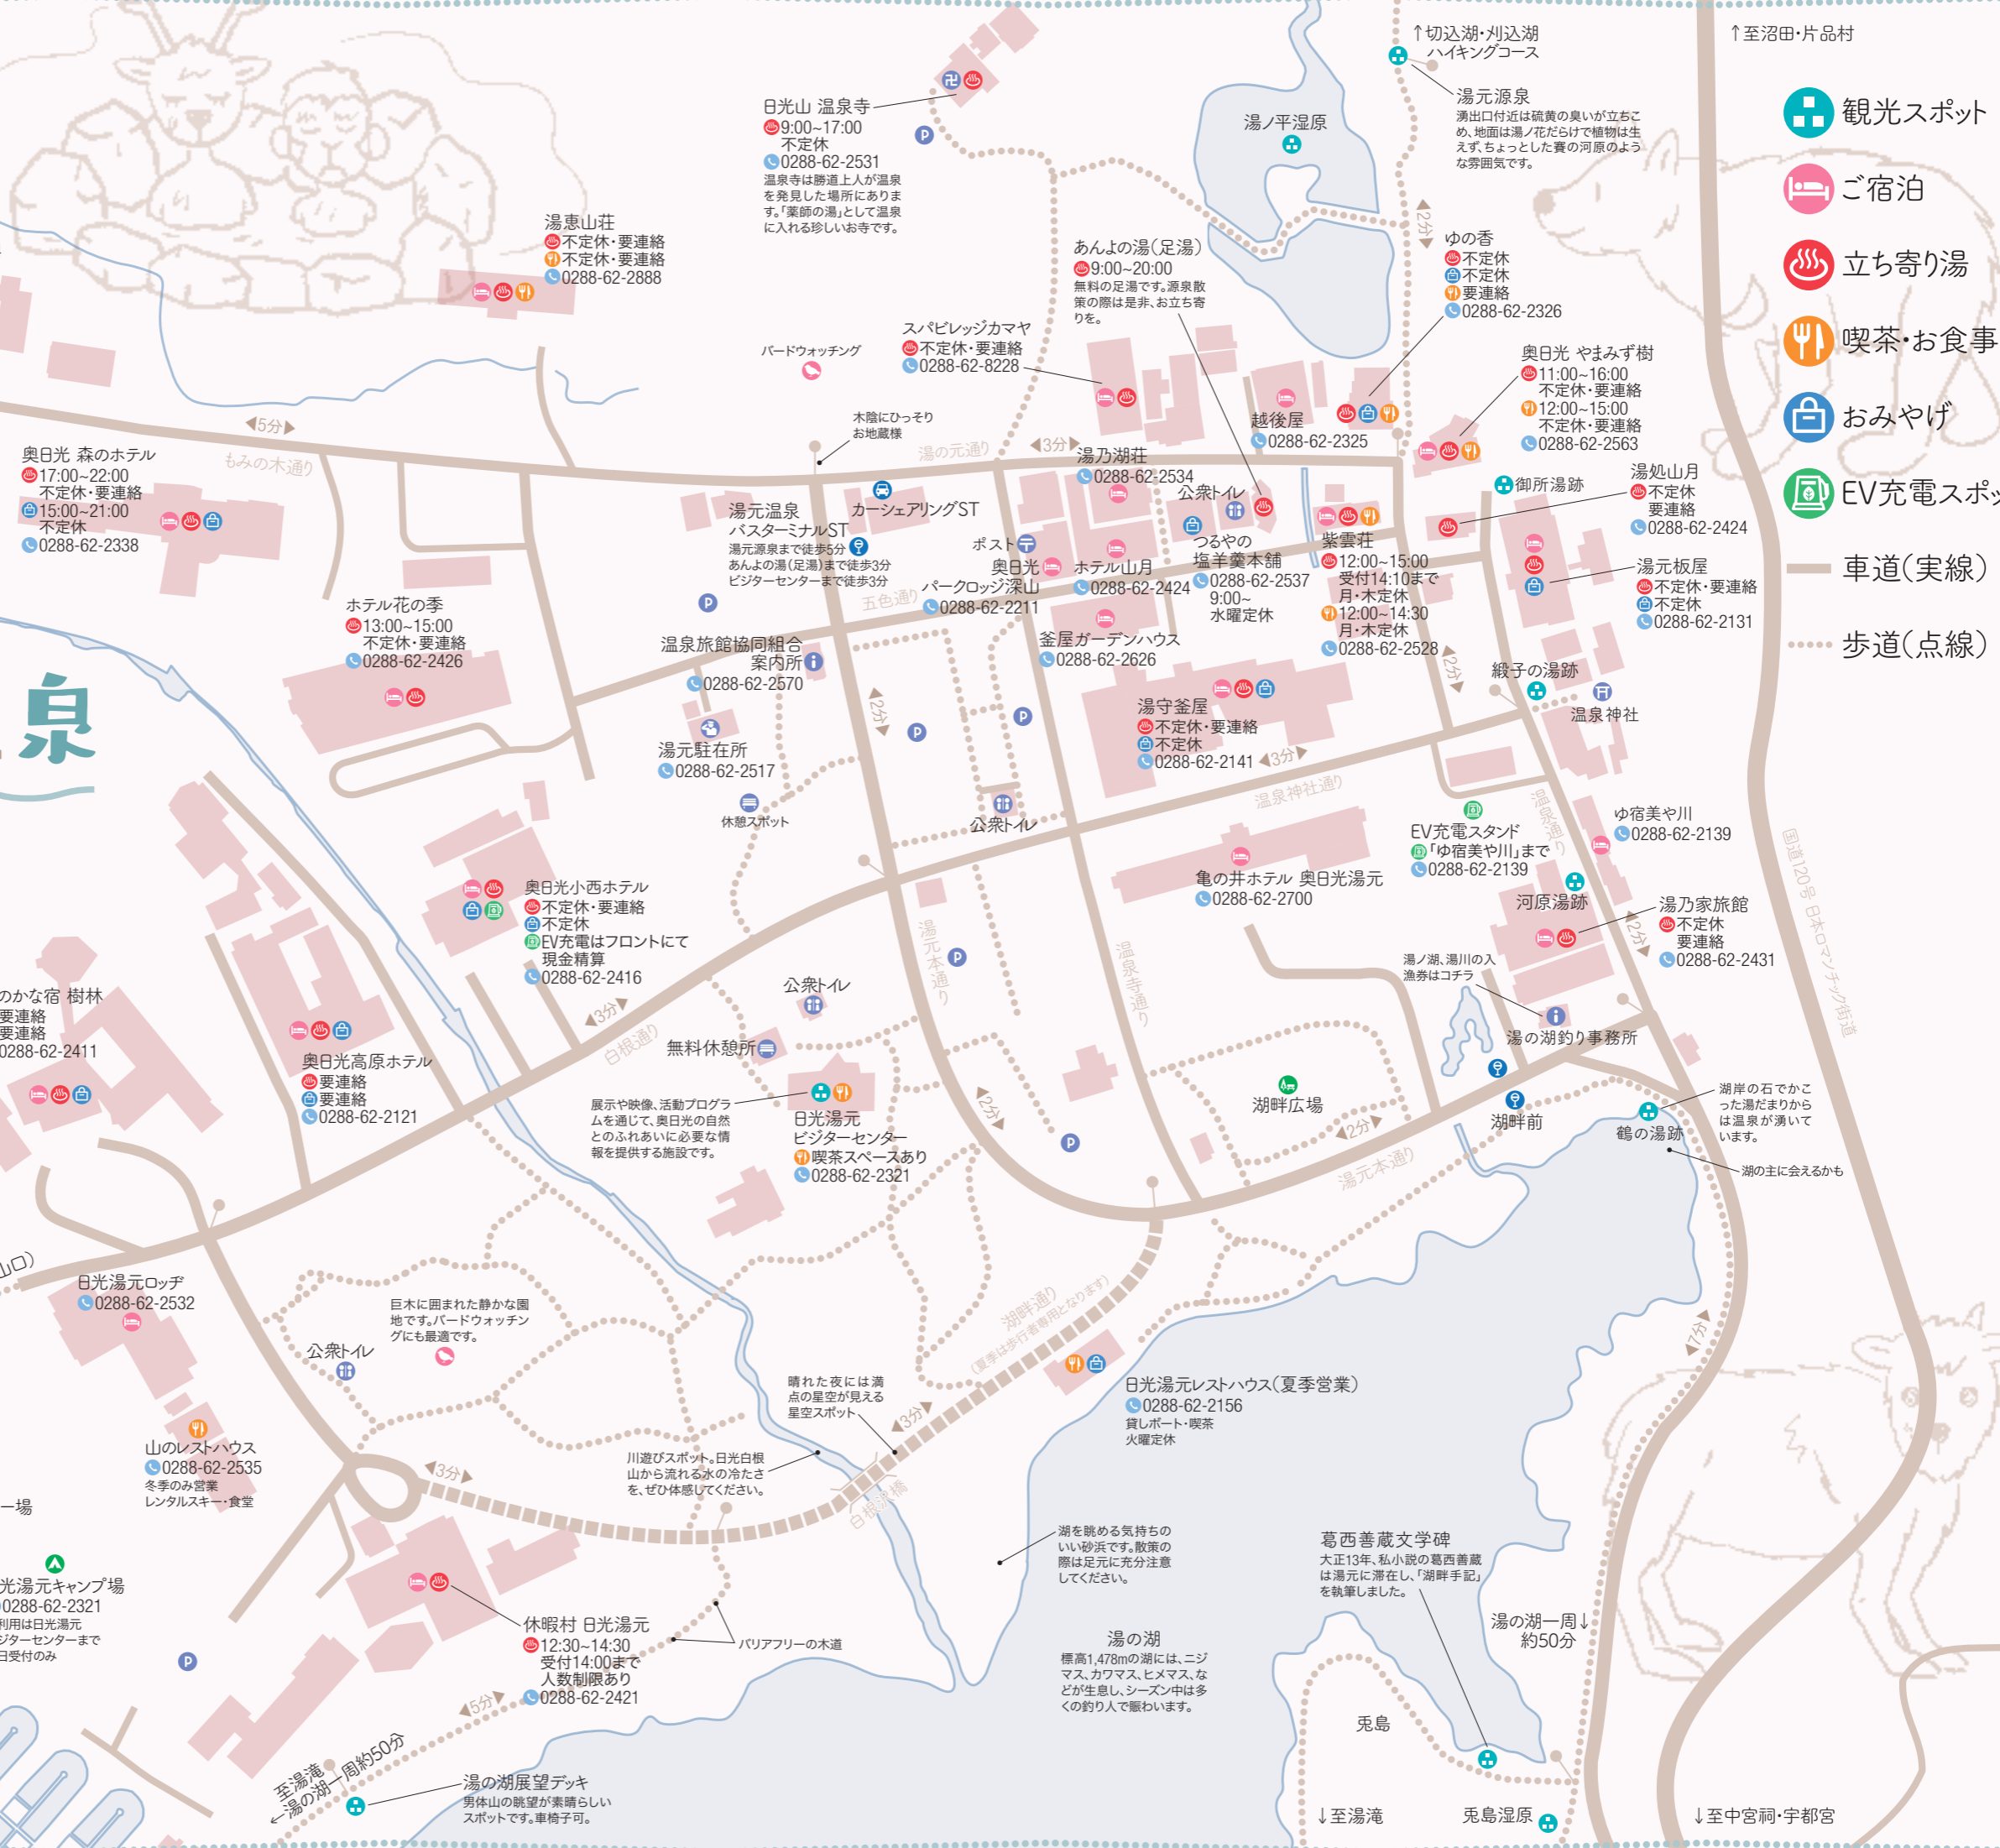 ↑切込湖・刈込湖
ハイキングコース
↑至沼田・片品村
湯元源泉
湧出口付近は硫黄の臭いが立ちこ
め、地面は湯ノ花だらけで植物は生
えず、ちょっとした賽の河原のよう
な雰囲気です。
観光スポット
ご宿泊
立ち寄り湯
喫茶・お食事
おみやげ
EV充電スポッ
車道(実線)
歩道(点線)
日光山 温泉寺
9:00~17:00
不定休
0288-62-2531
温泉寺は勝道上人が温泉
を発見した場所にありま
す。「薬師の湯」として温泉
に入れる珍しいお寺です。
P
湯ノ平湿原
2分
湯恵山荘
不定休・要連絡
不定休・要連絡
0288-62-2888
あんよの湯(足湯)
9:00~20:00
無料の足湯です。源泉散
策の際は是非、お立ち寄
りを。
ゆの香
不定休
不定休
要連絡
0288-62-2326
スパビレッジカマヤ
不定休・要連絡
0288-62-8228
バードウォッチング
奥日光 やまみず樹
11:00~16:00
不定休・要連絡
12:00~15:00
不定休・要連絡
0288-62-2563
木陰にひっそり
お地蔵様
越後屋
0288-62-2325
5分
もみの木通り
湯の元通り
3分
奥日光 森のホテル
17:00~22:00
不定休・要連絡
15:00~21:00
不定休
0288-62-2338
湯乃湖荘
0288-62-2534
公衆トイレ
御所湯跡
湯処山月
不定休
要連絡
0288-62-2424
湯元温泉
バスターミナルST
湯元源泉まで徒歩5分
あんよの湯(足湯)まで徒歩3分
ビジターセンターまで徒歩3分
カーシェアリングST
ポスト
奥日光
パークロッジ深山
0288-62-2211
ホテル山月
0288-62-2424
つるやの
塩羊羹本舗
0288-62-2537
9:00~
水曜定休
紫雲荘
12:00~15:00
受付14:10まで
月・木定休
12:00~14:30
月・木定休
0288-62-2528
湯元板屋
不定休・要連絡
不定休
0288-62-2131
P
五色通り
ホテル花の季
13:00~15:00
不定休・要連絡
0288-62-2426
温泉旅館協同組合
案内所
0288-62-2570
釜屋ガーデンハウス
0288-62-2626
2分
緞子の湯跡
温泉神社
泉
湯元駐在所
0288-62-2517
2分
P
P
湯守釜屋
不定休・要連絡
不定休
0288-62-2141
3分
温泉神社通り
休憩スポット
公衆トイレ
温泉通り
EV充電スタンド
「ゆ宿美や川」まで
0288-62-2139
ゆ宿美や川
0288-62-2139
国道120号 日本ロマンチック街道
亀の井ホテル 奥日光湯元
0288-62-2700
奥日光小西ホテル
不定休・要連絡
不定休
EV充電はフロントにて
現金精算
0288-62-2416
河原湯跡
湯乃家旅館
不定休
要連絡
0288-62-2431
2分
湯元本通り
P
温泉寺通り
湯ノ湖、湯川の入
漁券はコチラ
湯の湖釣り事務所
のかな宿 樹林
要連絡
要連絡
0288-62-2411
3分
白根通り
公衆トイレ
無料休憩所
奥日光高原ホテル
要連絡
要連絡
0288-62-2121
展示や映像、活動プログラ
ムを通じて、奥日光の自然
とのふれあいに必要な情
報を提供する施設です。
日光湯元
ビジターセンター
喫茶スペースあり
0288-62-2321
2分
P
湖畔広場
2分
湯元本通り
湖畔前
鶴の湯跡
湖岸の石でかこ
った湯だまりから
は温泉が湧いて
います。
湖の主に会えるかも
山口)
日光湯元ロッヂ
0288-62-2532
巨木に囲まれた静かな園
地です。バードウォッチン
グにも最適です。
公衆トイレ
湖畔通り
(夏季は歩行者専用となります)
7分
日光湯元レストハウス(夏季営業)
0288-62-2156
貸しボート・喫茶
火曜定休
晴れた夜には満
点の星空が見える
星空スポット
3分
山のレストハウス
0288-62-2535
冬季のみ営業
レンタルスキー・食堂
3分
川遊びスポット。日光白根
山から流れる水の冷たさ
を、ぜひ体感してください。
白根沢橋
ー場
光湯元キャンプ場
0288-62-2321
利用は日光湯元
ジターセンターまで
日受付のみ
P
湖を眺める気持ちの
いい砂浜です。散策の
際は足元に充分注意
してください。
葛西善蔵文学碑
大正13年、私小説の葛西善蔵
は湯元に滞在し、「湖畔手記」
を執筆しました。
休暇村 日光湯元
12:30~14:30
受付14:00まで
人数制限あり
0288-62-2421
バリアフリーの木道
湯の湖
標高1,478mの湖には、ニジ
マス、カワマス、ヒメマス、な
どが生息し、シーズン中は多
くの釣り人で賑わいます。
湯の湖一周↓
約50分
5分
兎島
至湯滝
←湯の湖一周約50分
湯の湖展望デッキ
男体山の眺望が素晴らしい
スポットです。車椅子可。
↓至湯滝
兎島湿原
↓至中宮祠・宇都宮